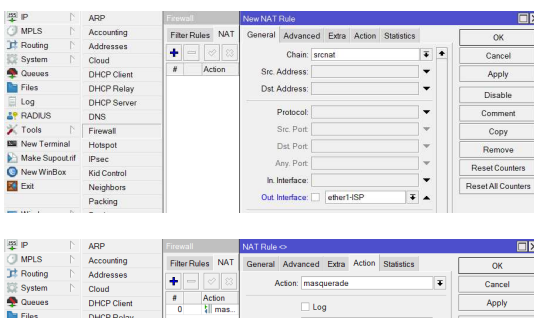 IP
MPLS
Routing
System
Queues
Files
Log
RADIUS
Tools
New Terminal
Make Supout.rif
New WinBox
Exit
ARP
Accounting
Addresses
Cloud
DHCP Client
DHCP Relay
DHCP Server
DNS
Firewall
Hotspot
IPsec
Kid Control
Neighbors
Packing
Firewall
Filter Rules NAT
# Action
New NAT Rule
General Advanced Extra Action Statistics
Chain: srcnat
Src. Address:
Dst. Address:
Protocol:
Src. Port:
Dst. Port:
Any. Port:
In. Interface:
Out. Interface: ether1-ISP
OK
Cancel
Apply
Disable
Comment
Copy
Remove
Reset Counters
Reset All Counters
IP
MPLS
Routing
System
Queues
Files
ARP
Accounting
Addresses
Cloud
DHCP Client
DHCP Relay
Firewall
Filter Rules NAT
# Action
0 mas...
NAT Rule <>
General Advanced Extra Action Statistics
Action: masquerade
Log
OK
Cancel
Apply